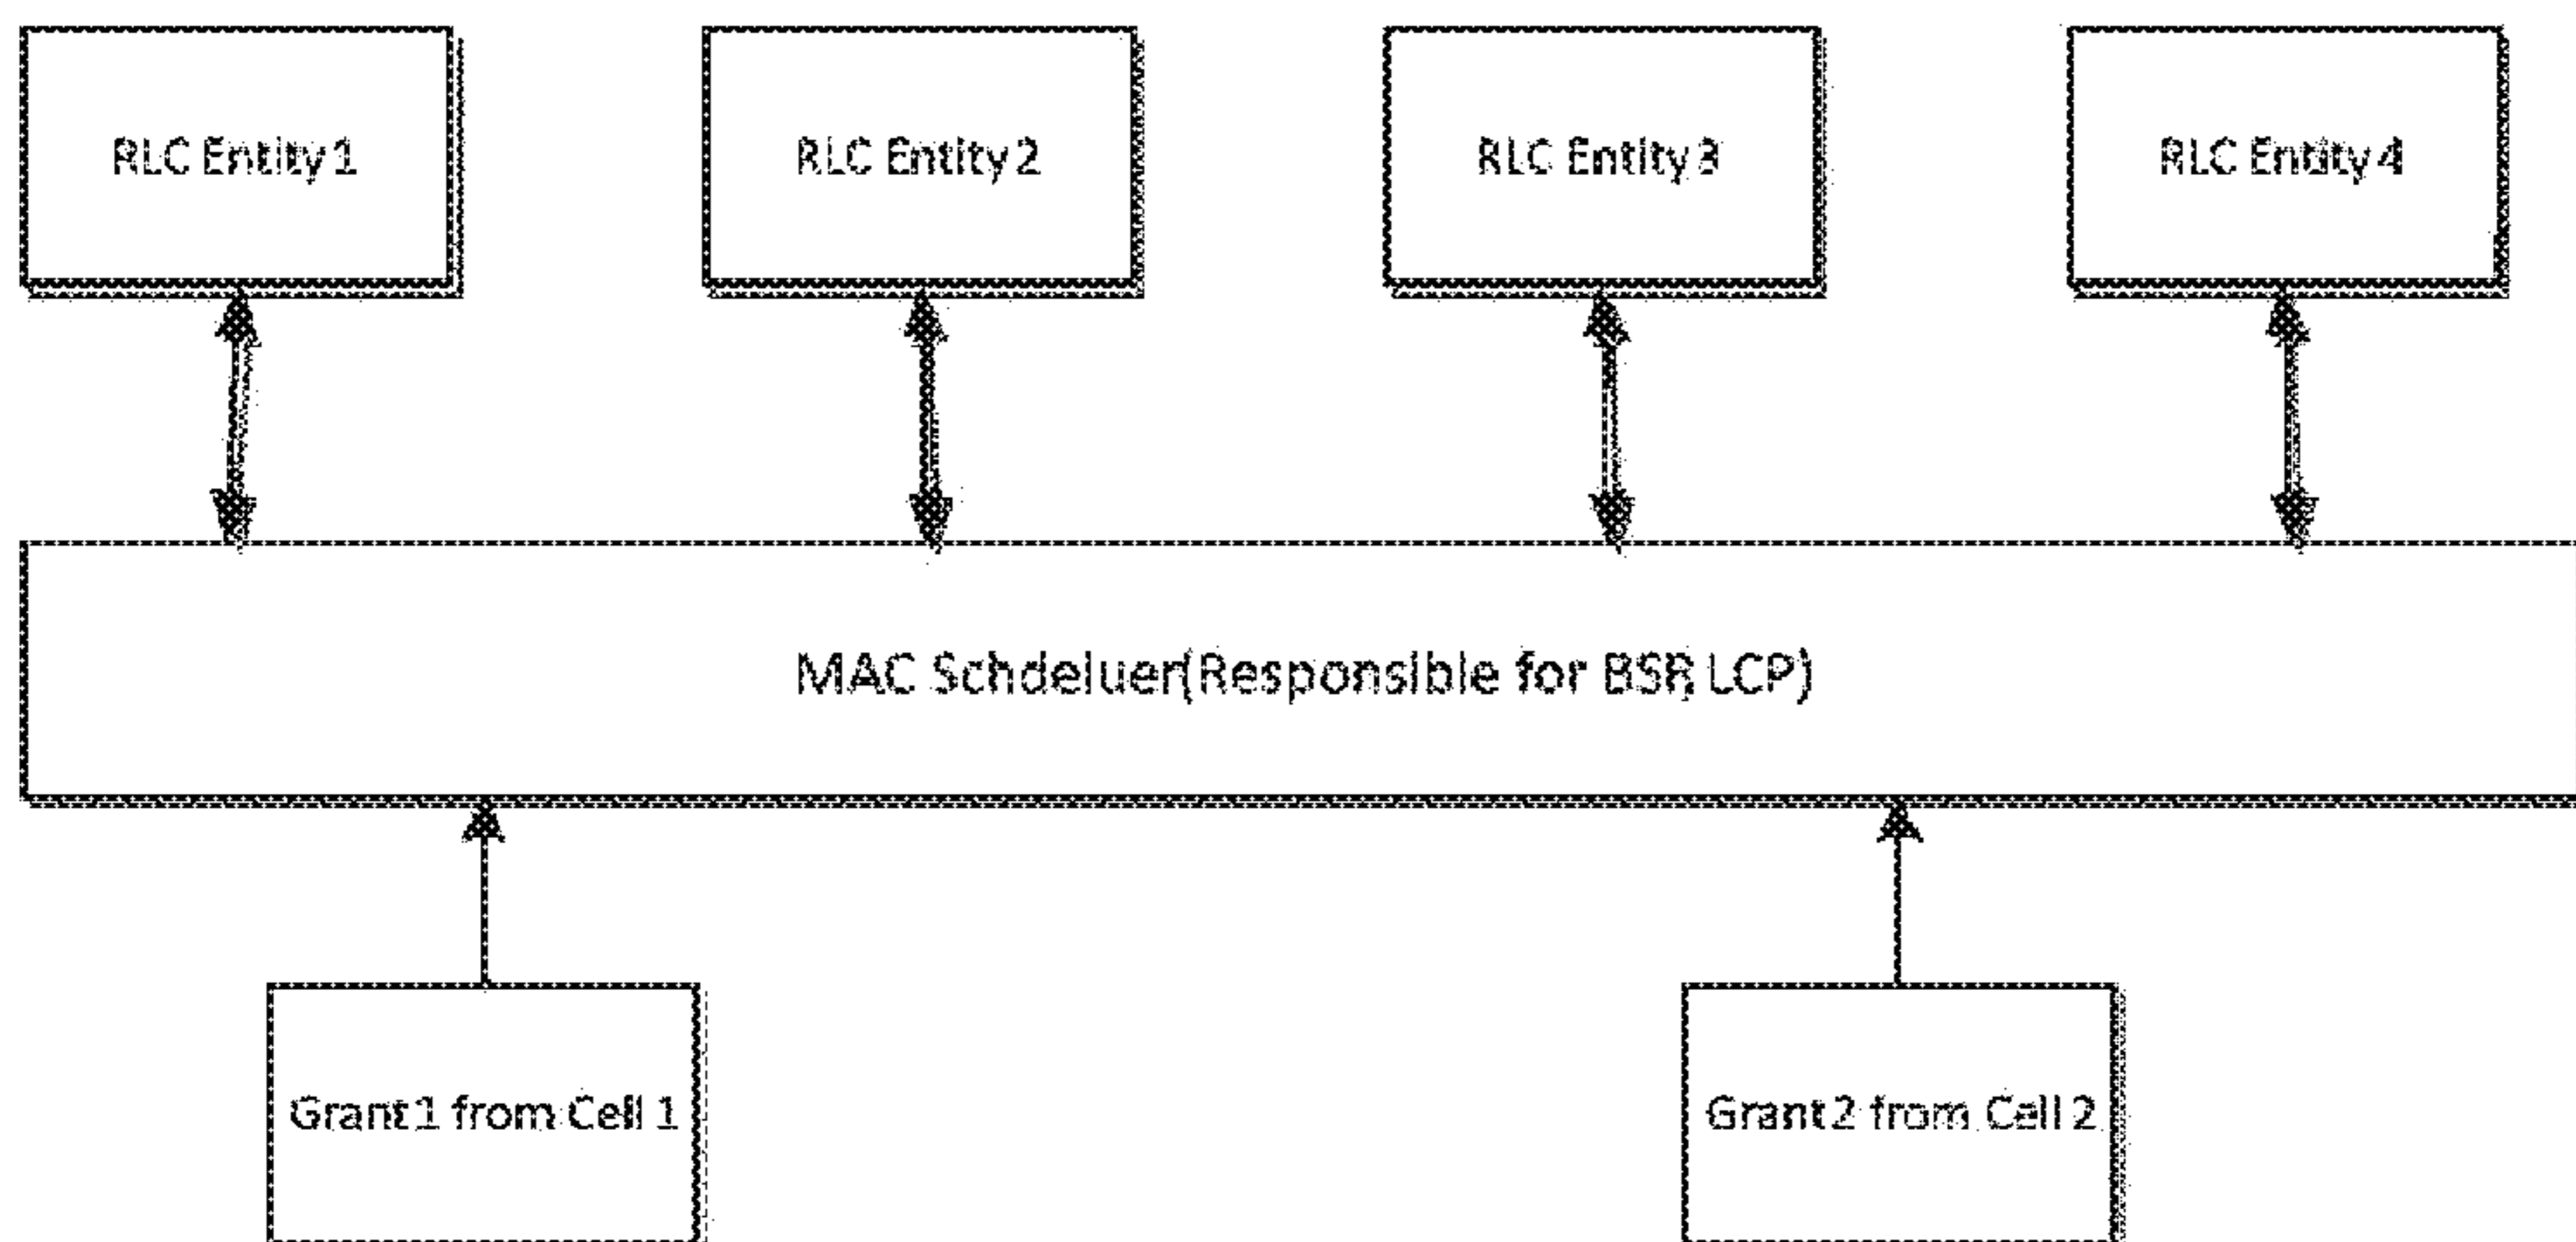 RLC Entity 1
RLC Entity 2
RLC Entity 3
RLC Entity 4
MAC Schdeluer(Responsible for BSR, LCP)
Grant 1 from Cell 1
Grant 2 from Cell 2